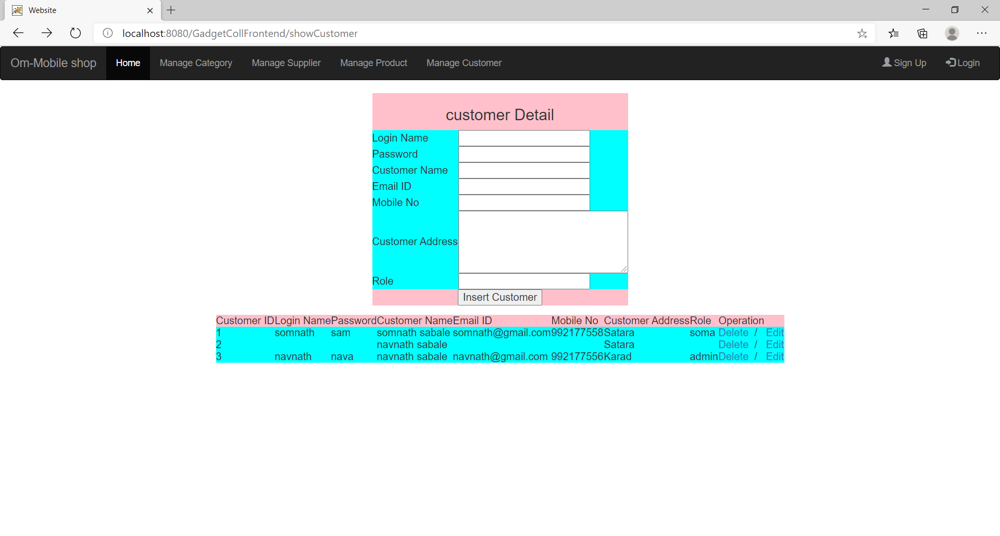 Website
localhost:8080/GadgetCollFrontend/showCustomer
Om-Mobile shop Home Manage Category Manage Supplier Manage Product Manage Customer Sign Up Login
customer Detail
Login Name
Password
Customer Name
Email ID
Mobile No
Customer Address
Role
Insert Customer
Customer ID Login Name Password Customer Name Email ID Mobile No Customer Address Role Operation
1 somnath sam somnath sabale somnath@gmail.com 992177558 Satara soma Delete / Edit
2 navnath sabale Satara Delete / Edit
3 navnath nava navnath sabale navnath@gmail.com 992177556 Karad admin Delete / Edit